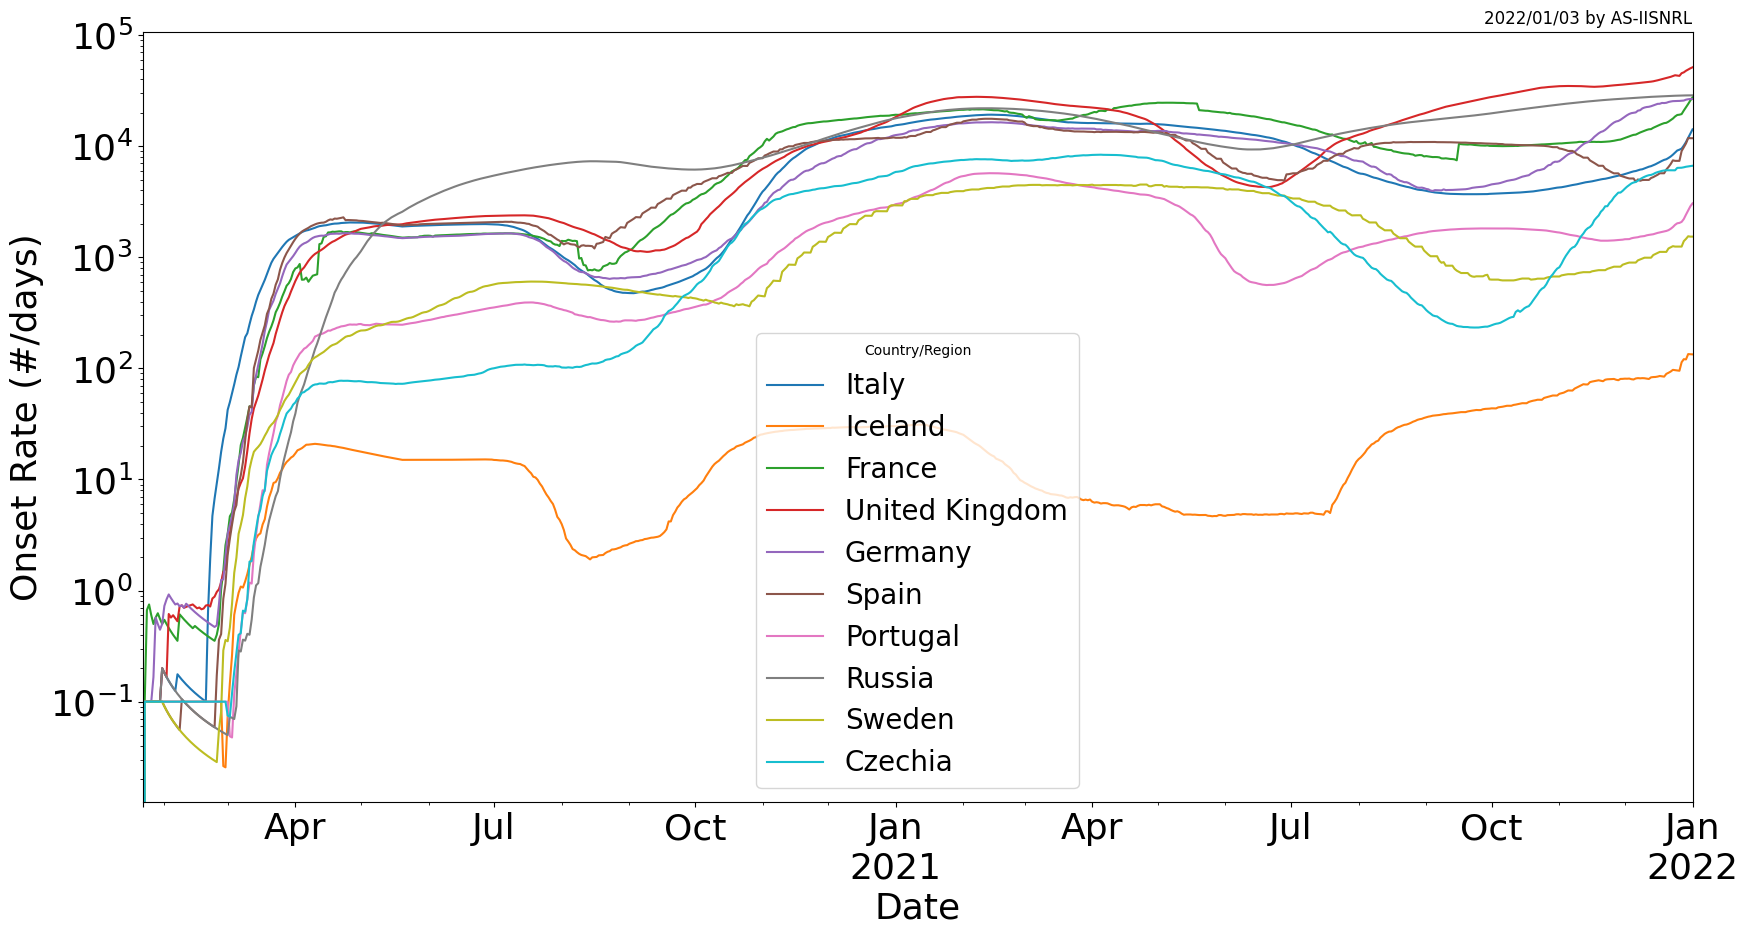 2022/01/03 by AS-IISNRL
10^5
10^4
10^3
10^2
10^1
10^0
10^−1
Onset Rate (#/days)
Country/Region
Italy
Iceland
France
United Kingdom
Germany
Spain
Portugal
Russia
Sweden
Czechia
Apr Jul Oct Jan Apr Jul Oct Jan
2021 2022
Date